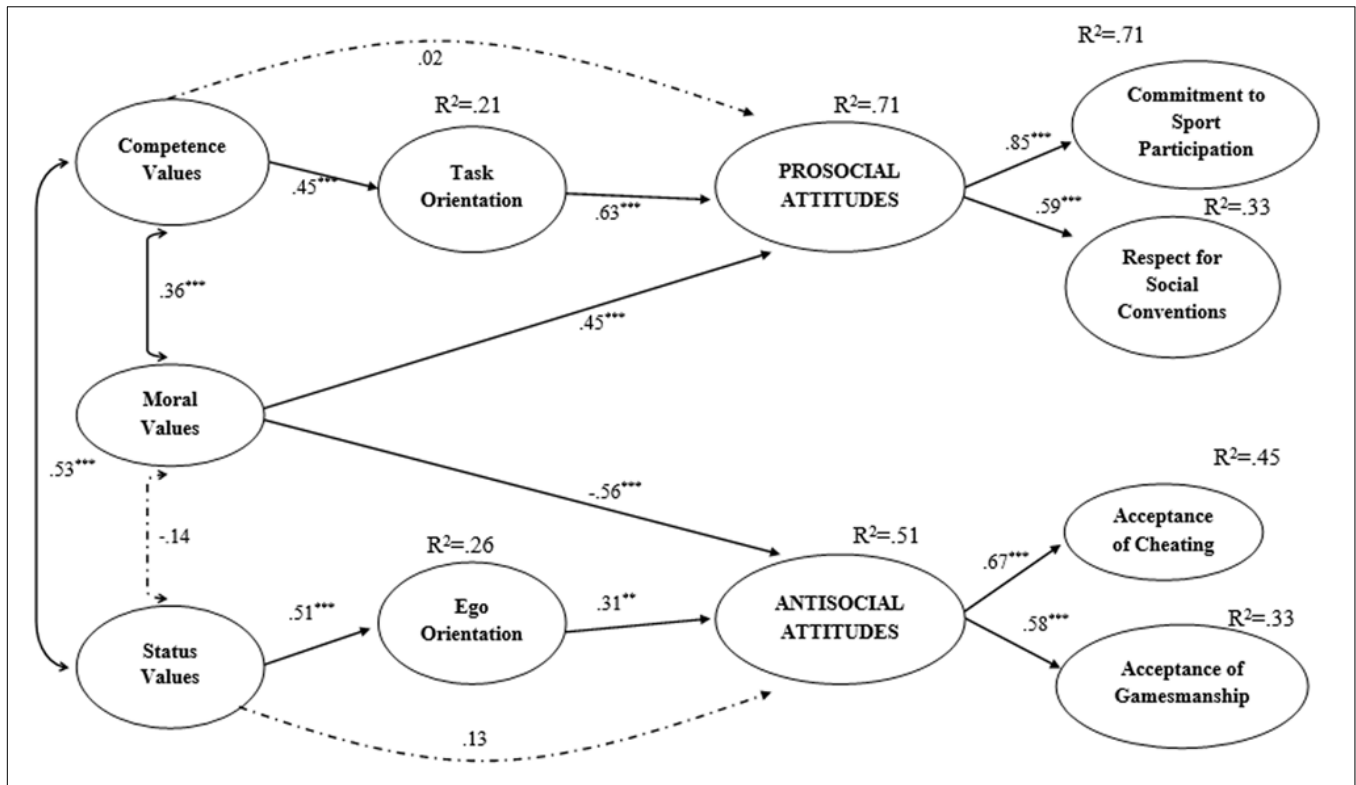 R²=.71
.02
R²=.21
R²=.71
Commitment to
Sport
Participation
Competence
Values
.85***
Task
Orientation
PROSOCIAL
ATTITUDES
.45***
.63***
.59***
R²=.33
Respect for
Social
Conventions
.36***
.45***
Moral
Values
.53***
R²=.45
-.56***
Acceptance
of Cheating
-.14
R²=.26
R²=.51
.67***
.51***
Ego
Orientation
.31**
ANTISOCIAL
ATTITUDES
.58***
R²=.33
Status
Values
Acceptance of
Gamesmanship
.13